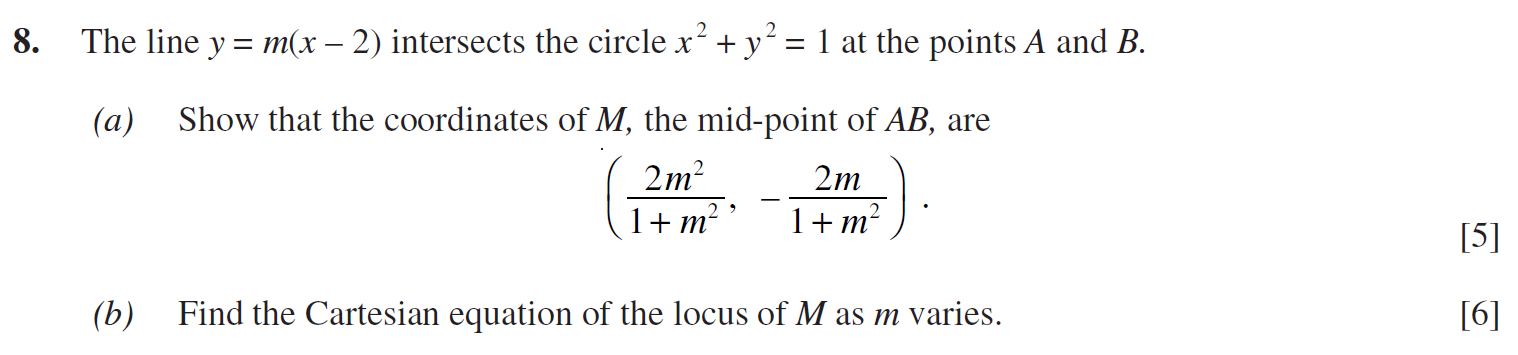 8. The line y = m(x – 2) intersects the circle x² + y² = 1 at the points A and B.
(a) Show that the coordinates of M, the mid-point of AB, are
(2m²/(1 + m²), –2m/(1 + m²)).
[5]
(b) Find the Cartesian equation of the locus of M as m varies. [6]